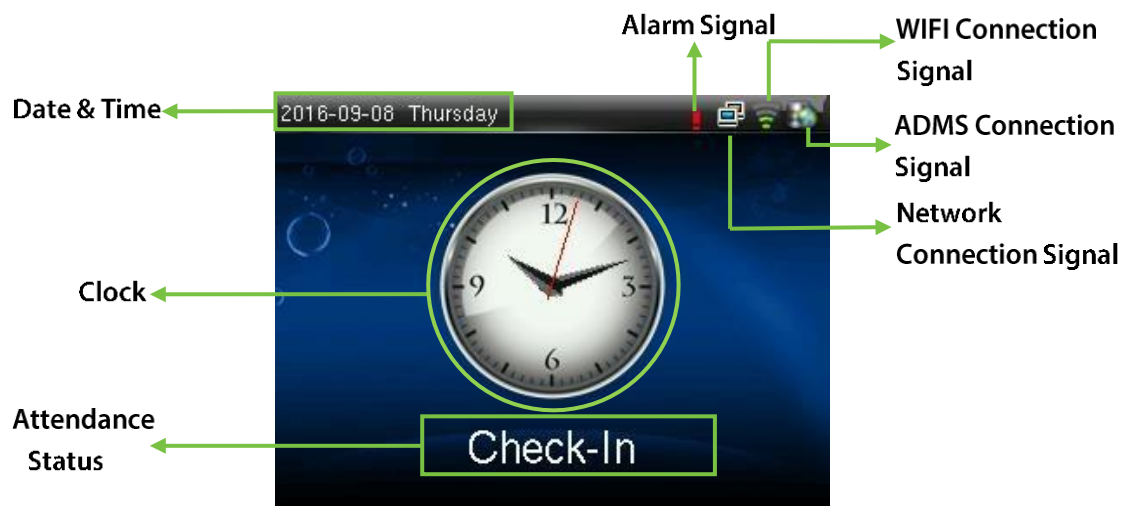 Alarm Signal
WIFI Connection
Signal
Date & Time
2016-09-08 Thursday
ADMS Connection
Signal
Network
Connection Signal
Clock
12
9
3
6
Attendance
Status
Check-In